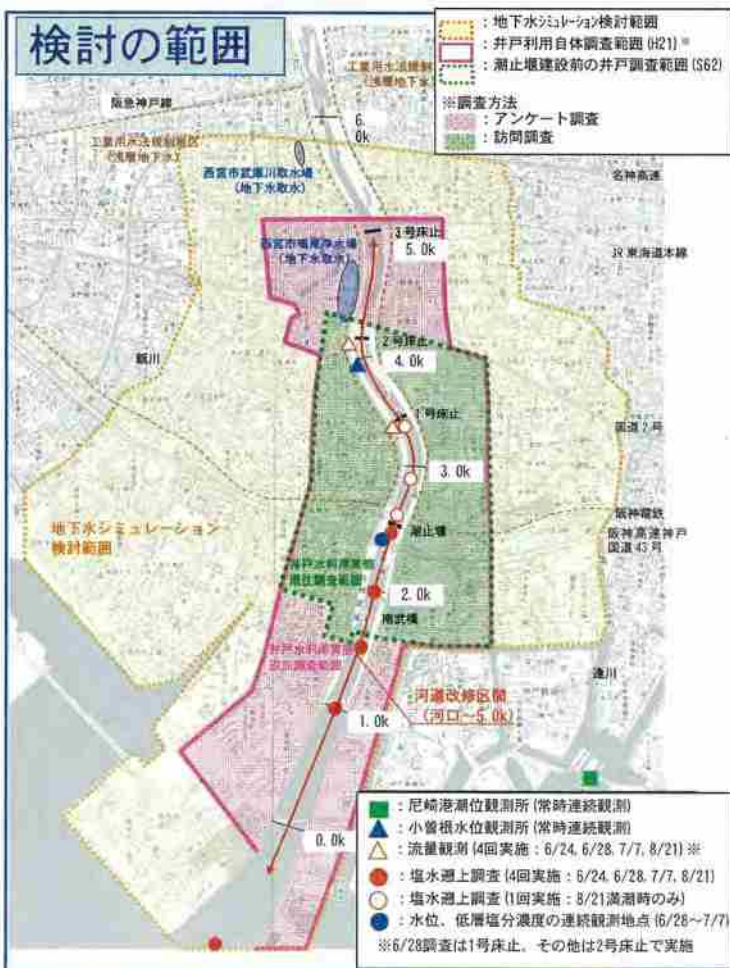 検討の範囲
：地下水シミュレーション検討範囲
：井戸利用自体調査範囲(H21)※
：潮止堰建設前の井戸調査範囲(S62)
※調査方法
：アンケート調査
：訪問調査
阪急神戸線
6.
0k
(浅層地下水)
西宮市武庫川取水場
(地下水取水)
名神高速
3号床止
5.0k
JR東海道本線
西宮市鳴尾浄水場
(地下水取水)
2号床止
4.0k
1号床止
国道2号
3.0k
阪神電鉄
阪神高速神戸
国道43号
潮止堰
地下水シミュレーション
検討範囲
2.0k
南武橋
河道改修区間
(河口～5.0k)
1.0k
0.0k
：尼崎港潮位観測所(常時連続観測)
：小曽根水位観測所(常時連続観測)
：流量観測(4回実施：6/24, 6/28, 7/7, 8/21)※
：塩水遡上調査(4回実施：6/24, 6/28, 7/7, 8/21)
：塩水遡上調査(1回実施：8/21満潮時のみ)
：水位、低層塩分濃度の連続観測地点(6/28～7/7)
※6/28調査は1号床止、その他は2号床止で実施